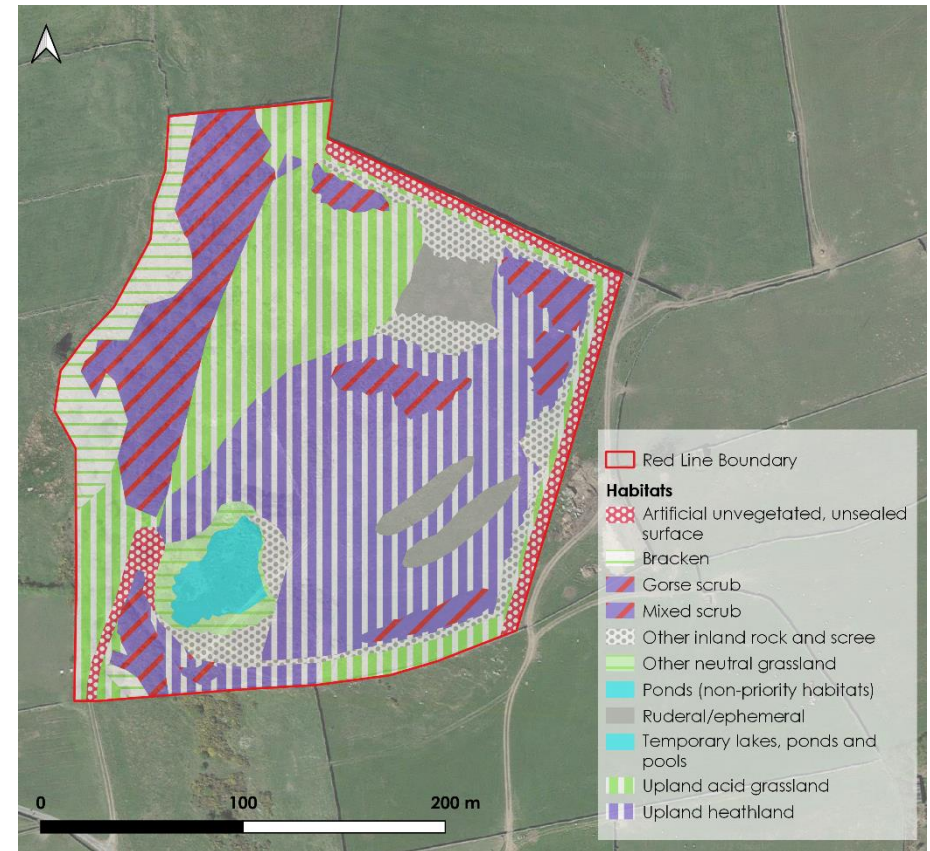 Red Line Boundary
Habitats
Artificial unvegetated, unsealed
surface
Bracken
Gorse scrub
Mixed scrub
Other inland rock and scree
Other neutral grassland
Ponds (non-priority habitats)
Ruderal/ephemeral
Temporary lakes, ponds and
pools
Upland acid grassland
Upland heathland
0 100 200 m